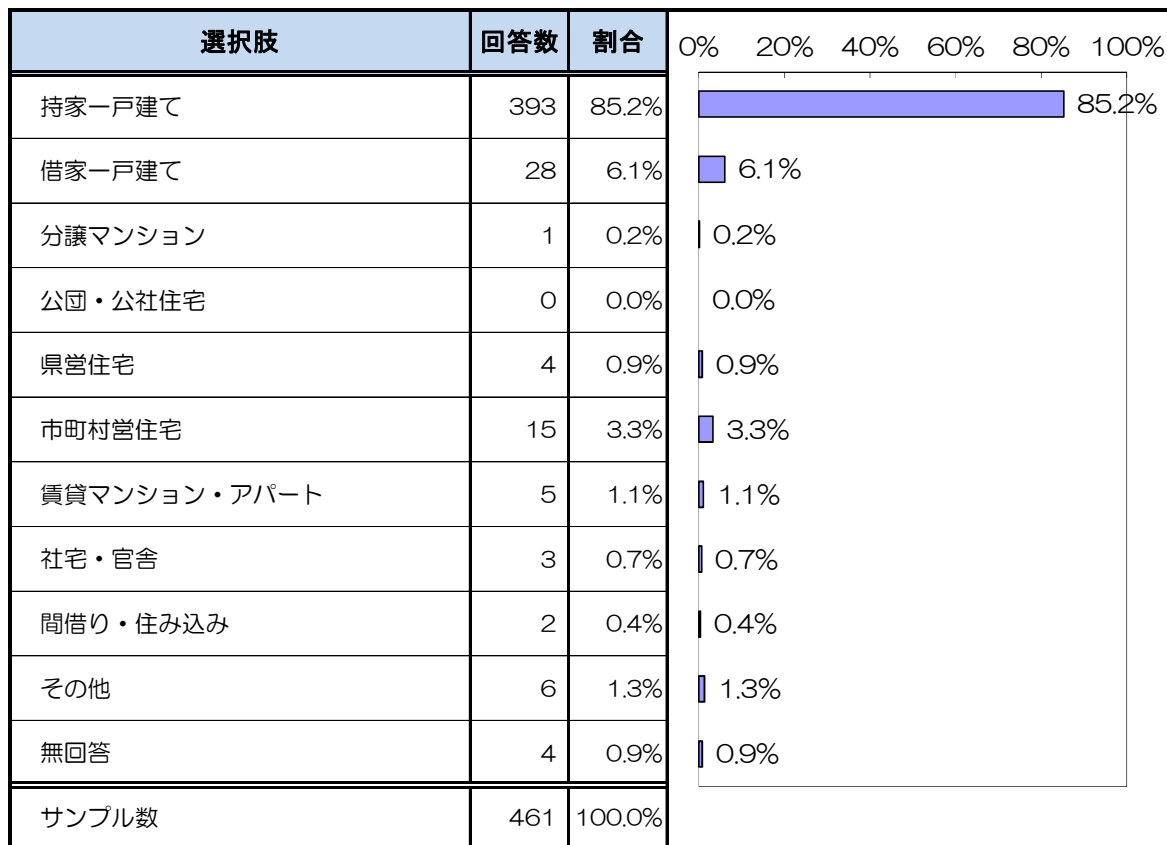 選択肢 回答数 割合 0% 20% 40% 60% 80% 100%
持家一戸建て 393 85.2% 85.2%
借家一戸建て 28 6.1% 6.1%
分譲マンション 1 0.2% 0.2%
公団・公社住宅 0 0.0% 0.0%
県営住宅 4 0.9% 0.9%
市町村営住宅 15 3.3% 3.3%
賃貸マンション・アパート 5 1.1% 1.1%
社宅・官舎 3 0.7% 0.7%
間借り・住み込み 2 0.4% 0.4%
その他 6 1.3% 1.3%
無回答 4 0.9% 0.9%
サンプル数 461 100.0%